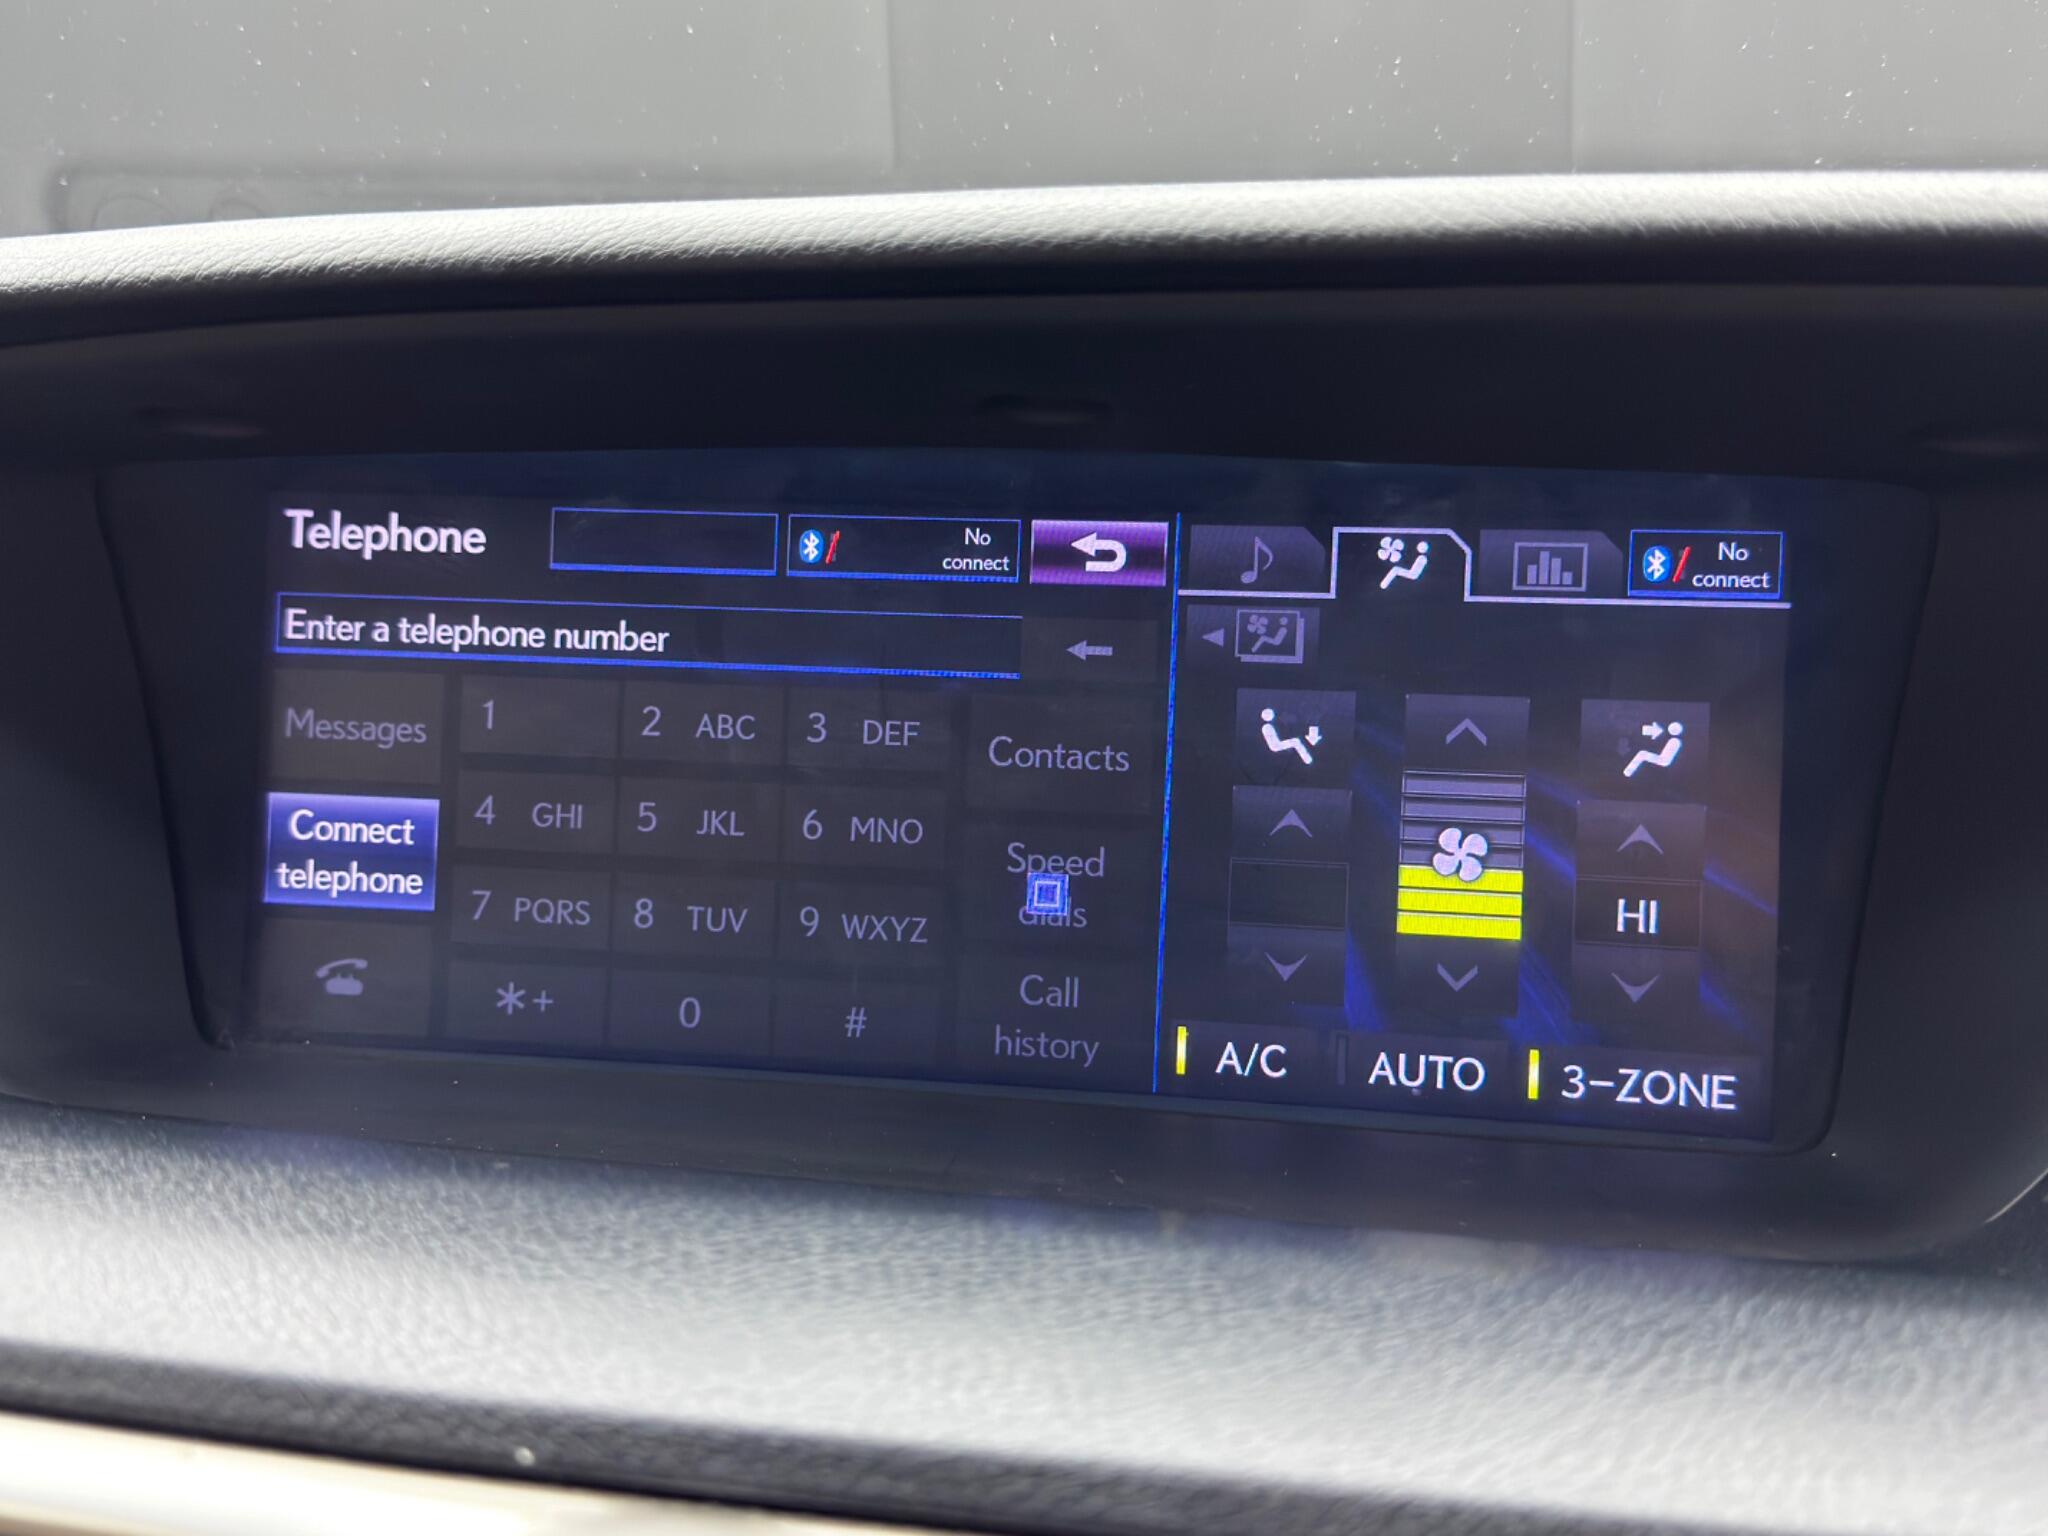 Telephone
No
connect
No
connect
Enter a telephone number
Messages
1
2 ABC
3 DEF
Contacts
Connect
telephone
4 GHI
5 JKL
6 MNO
Speed
dials
7 PQRS
8 TUV
9 WXYZ
*+
0
#
Call
history
HI
A/C
AUTO
3-ZONE